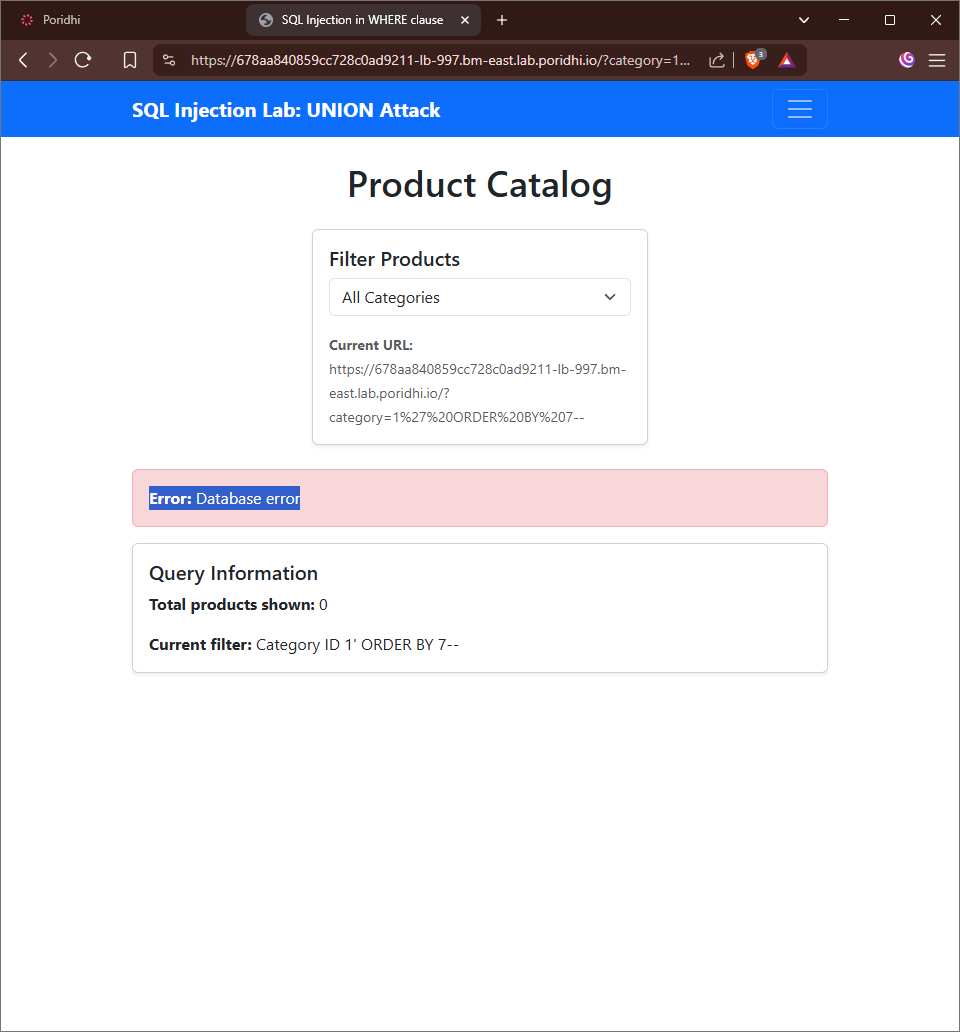 Poridhi
SQL Injection in WHERE clause
https://678aa840859cc728c0ad9211-lb-997.bm-east.lab.poridhi.io/?category=1...
3
SQL Injection Lab: UNION Attack
Product Catalog
Filter Products
All Categories
Current URL:
https://678aa840859cc728c0ad9211-lb-997.bm-
east.lab.poridhi.io/?
category=1%27%20ORDER%20BY%207--
Error: Database error
Query Information
Total products shown: 0
Current filter: Category ID 1' ORDER BY 7--